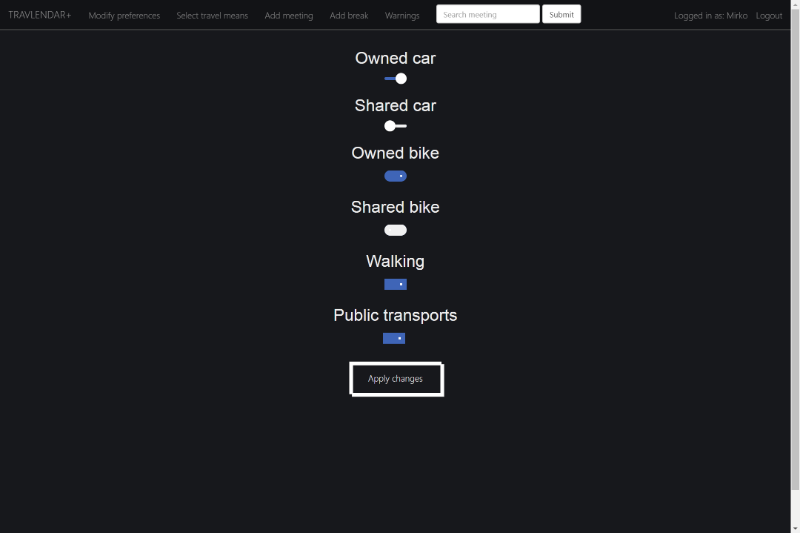 TRAVLENDAR+ Modify preferences Select travel means Add meeting Add break Warnings Search meeting Submit Logged in as: Mirko Logout
Owned car
Shared car
Owned bike
Shared bike
Walking
Public transports
Apply changes